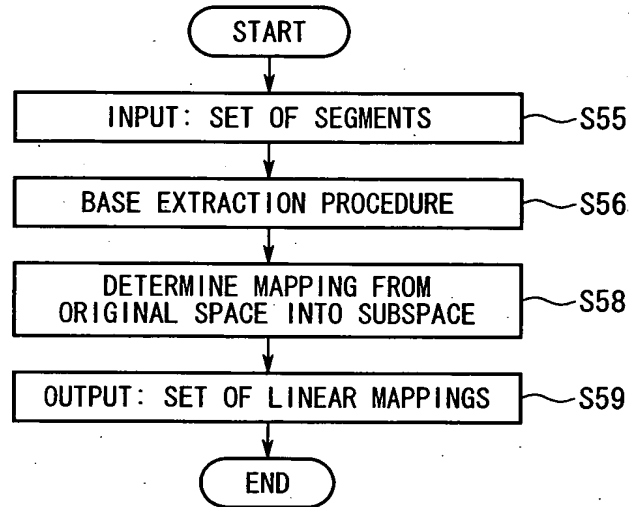 START
INPUT: SET OF SEGMENTS
S55
BASE EXTRACTION PROCEDURE
S56
DETERMINE MAPPING FROM
ORIGINAL SPACE INTO SUBSPACE
S58
OUTPUT: SET OF LINEAR MAPPINGS
S59
END